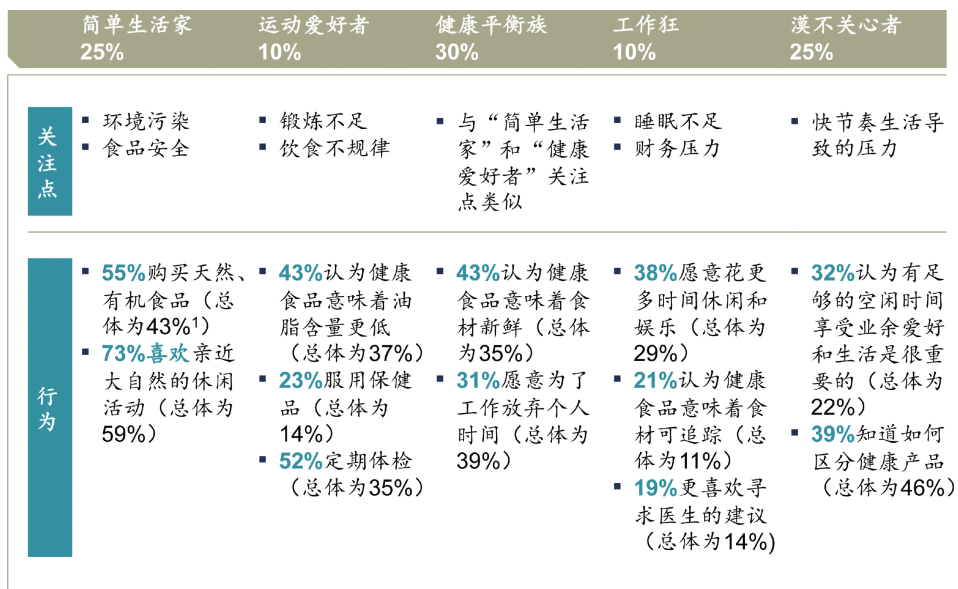 简单生活家
25%
运动爱好者
10%
健康平衡族
30%
工作狂
10%
漠不关心者
25%
关注点
环境污染
食品安全
锻炼不足
饮食不规律
与“简单生活
家”和“健康
爱好者”关注
点类似
睡眠不足
财务压力
快节奏生活导
致的压力
行为
55%购买天然、
有机食品（总
体为43%¹）
73%喜欢亲近
大自然的休闲
活动（总体为
59%）
43%认为健康
食品意味着油
脂含量更低
（总体为37%）
23%服用保健
品（总体为
14%）
52%定期体检
（总体为35%）
43%认为健康
食品意味着食
材新鲜（总体
为35%）
31%愿意为了
工作放弃个人
时间（总体为
39%）
38%愿意花更
多时间休闲和
娱乐（总体为
29%）
21%认为健康
食品意味着食
材可追踪（总
体为11%）
19%更喜欢寻
求医生的建议
（总体为14%)
32%认为有足
够的空闲时间
享受业余爱好
和生活是很重
要的（总体为
22%）
39%知道如何
区分健康产品
（总体为46%）